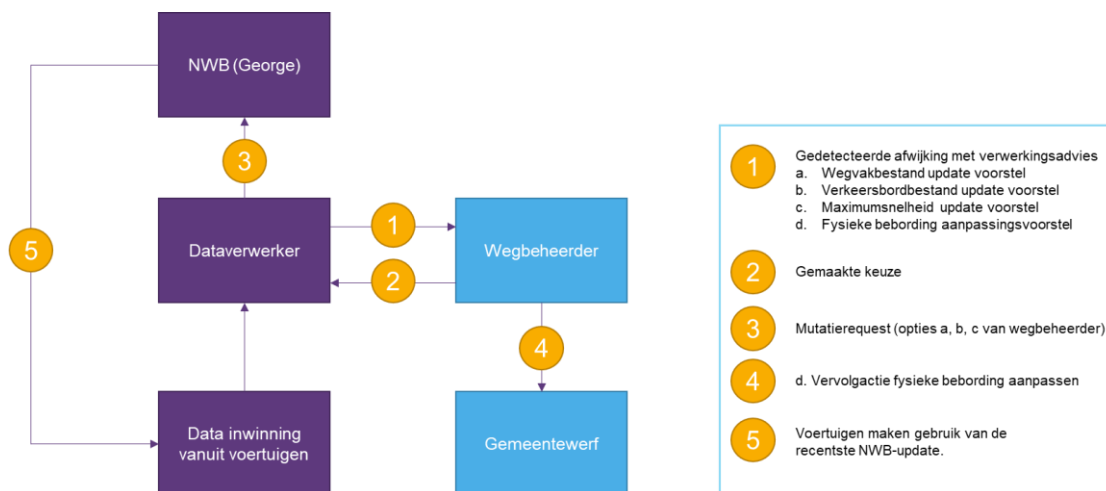 NWB (George)
3
5
Dataverwerker
1
2
Wegbeheerder
4
Data inwinning
vanuit voertuigen
Gemeentewerf
1
Gedetecteerde afwijking met verwerkingsadvies
a. Wegvakbestand update voorstel
b. Verkeersbordbestand update voorstel
c. Maximumsnelheid update voorstel
d. Fysieke bebording aanpassingsvoorstel
2
Gemaakte keuze
3
Mutatierequest (opties a, b, c van wegbeheerder)
4
d. Vervolgactie fysieke bebording aanpassen
5
Voertuigen maken gebruik van de
recentste NWB-update.